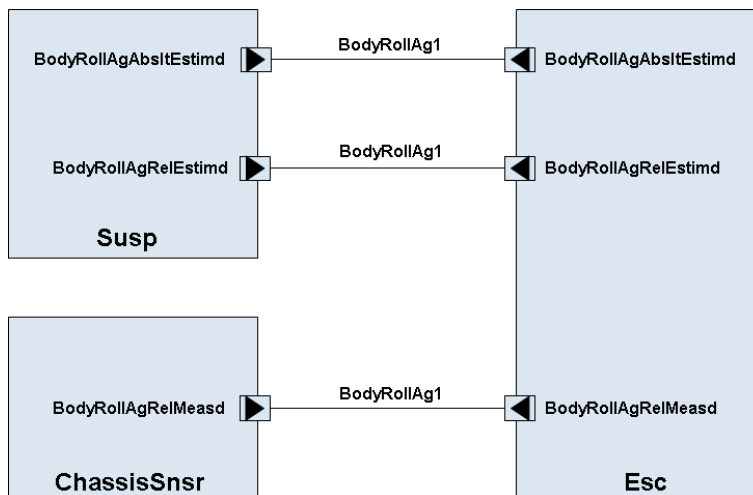 BodyRollAgAbsltEstimd
BodyRollAg1
BodyRollAgAbsltEstimd
BodyRollAgRelEstimd
BodyRollAg1
BodyRollAgRelEstimd
Susp
BodyRollAgRelMeasd
BodyRollAg1
BodyRollAgRelMeasd
ChassisSnsr
Esc